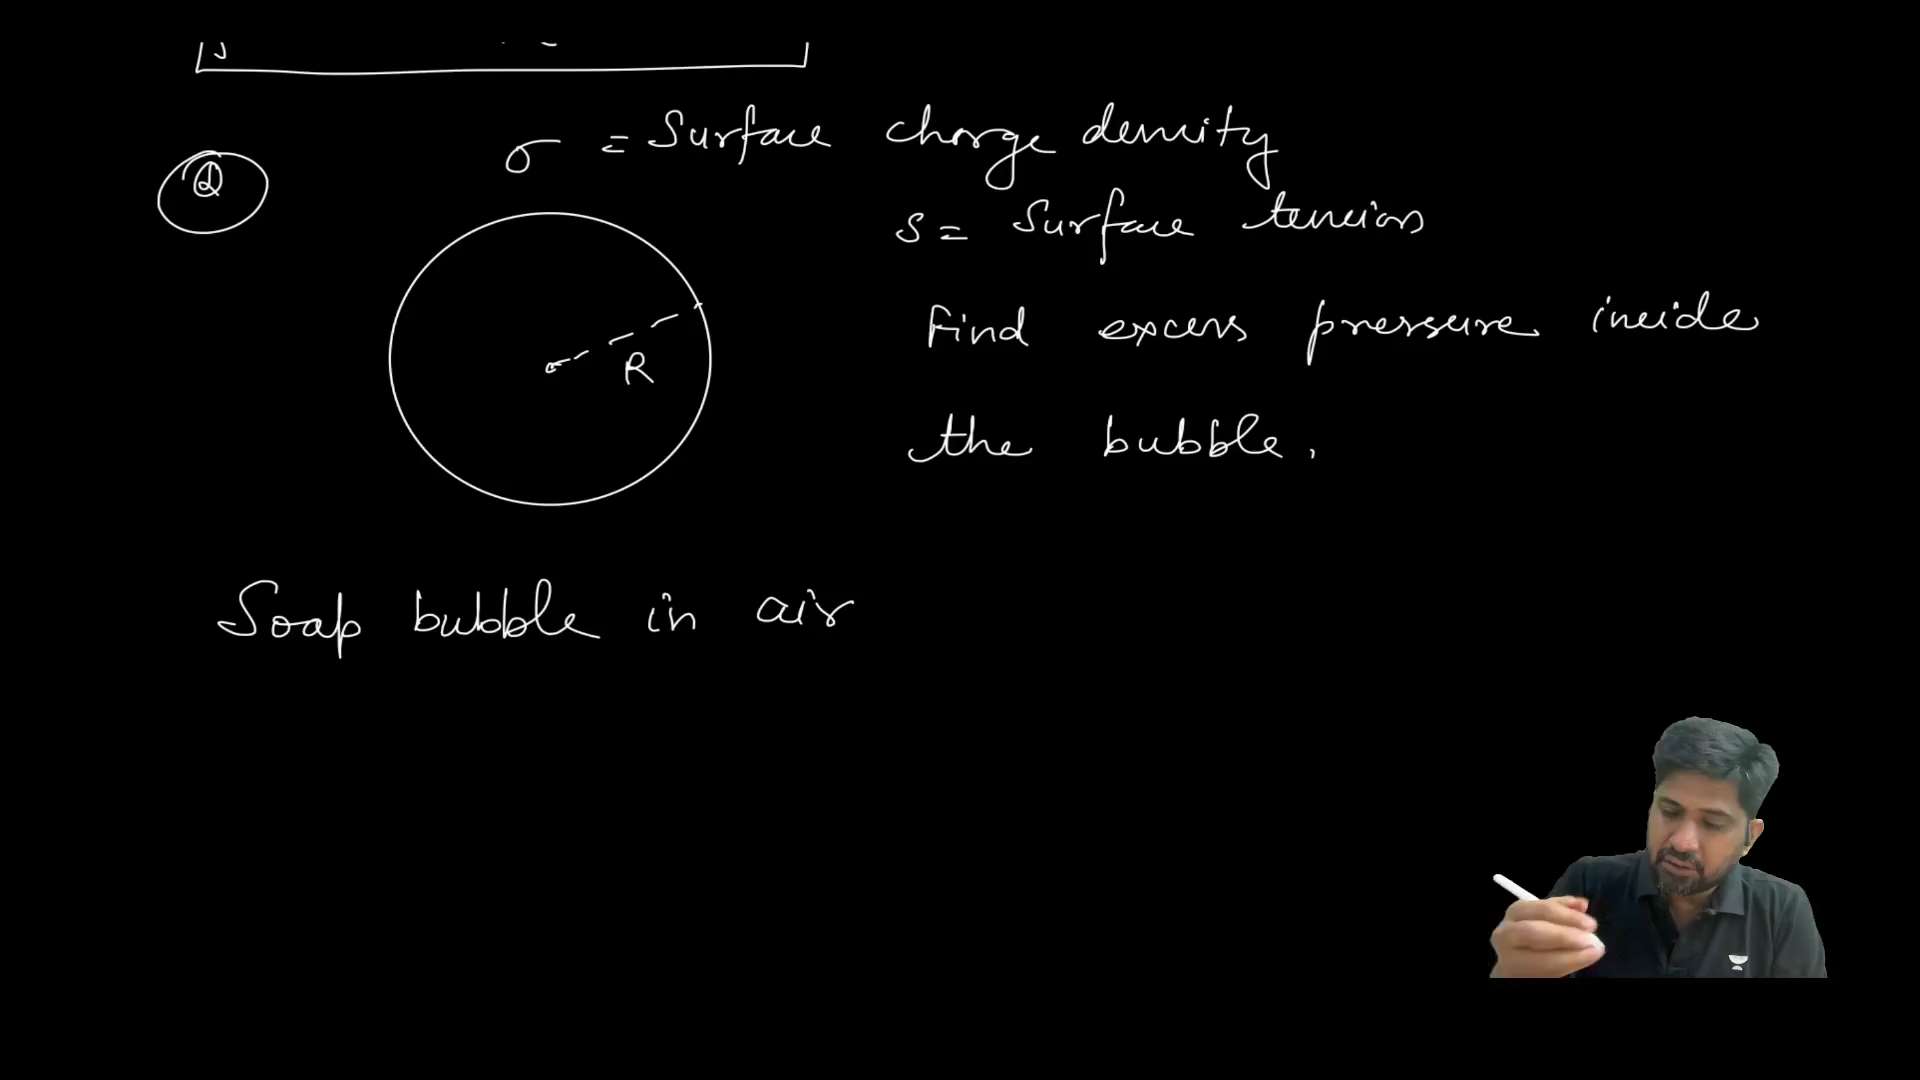 Q
σ = Surface charge density
S = Surface tension
Find excess pressure inside
the bubble.
R
Soap bubble in air